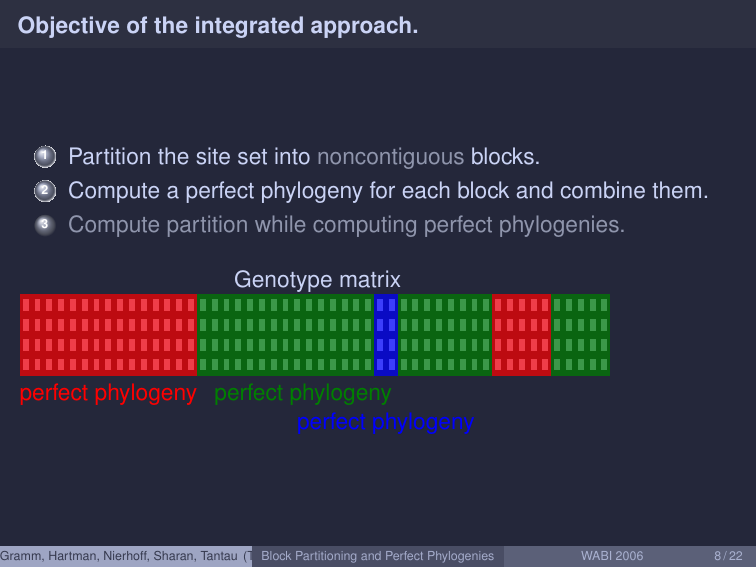 Objective of the integrated approach.
1 Partition the site set into noncontiguous blocks.
2 Compute a perfect phylogeny for each block and combine them.
3 Compute partition while computing perfect phylogenies.
Genotype matrix
perfect phylogeny perfect phylogeny
perfect phylogeny
Gramm, Hartman, Nierhoff, Sharan, Tantau (T Block Partitioning and Perfect Phylogenies WABI 2006 8 / 22